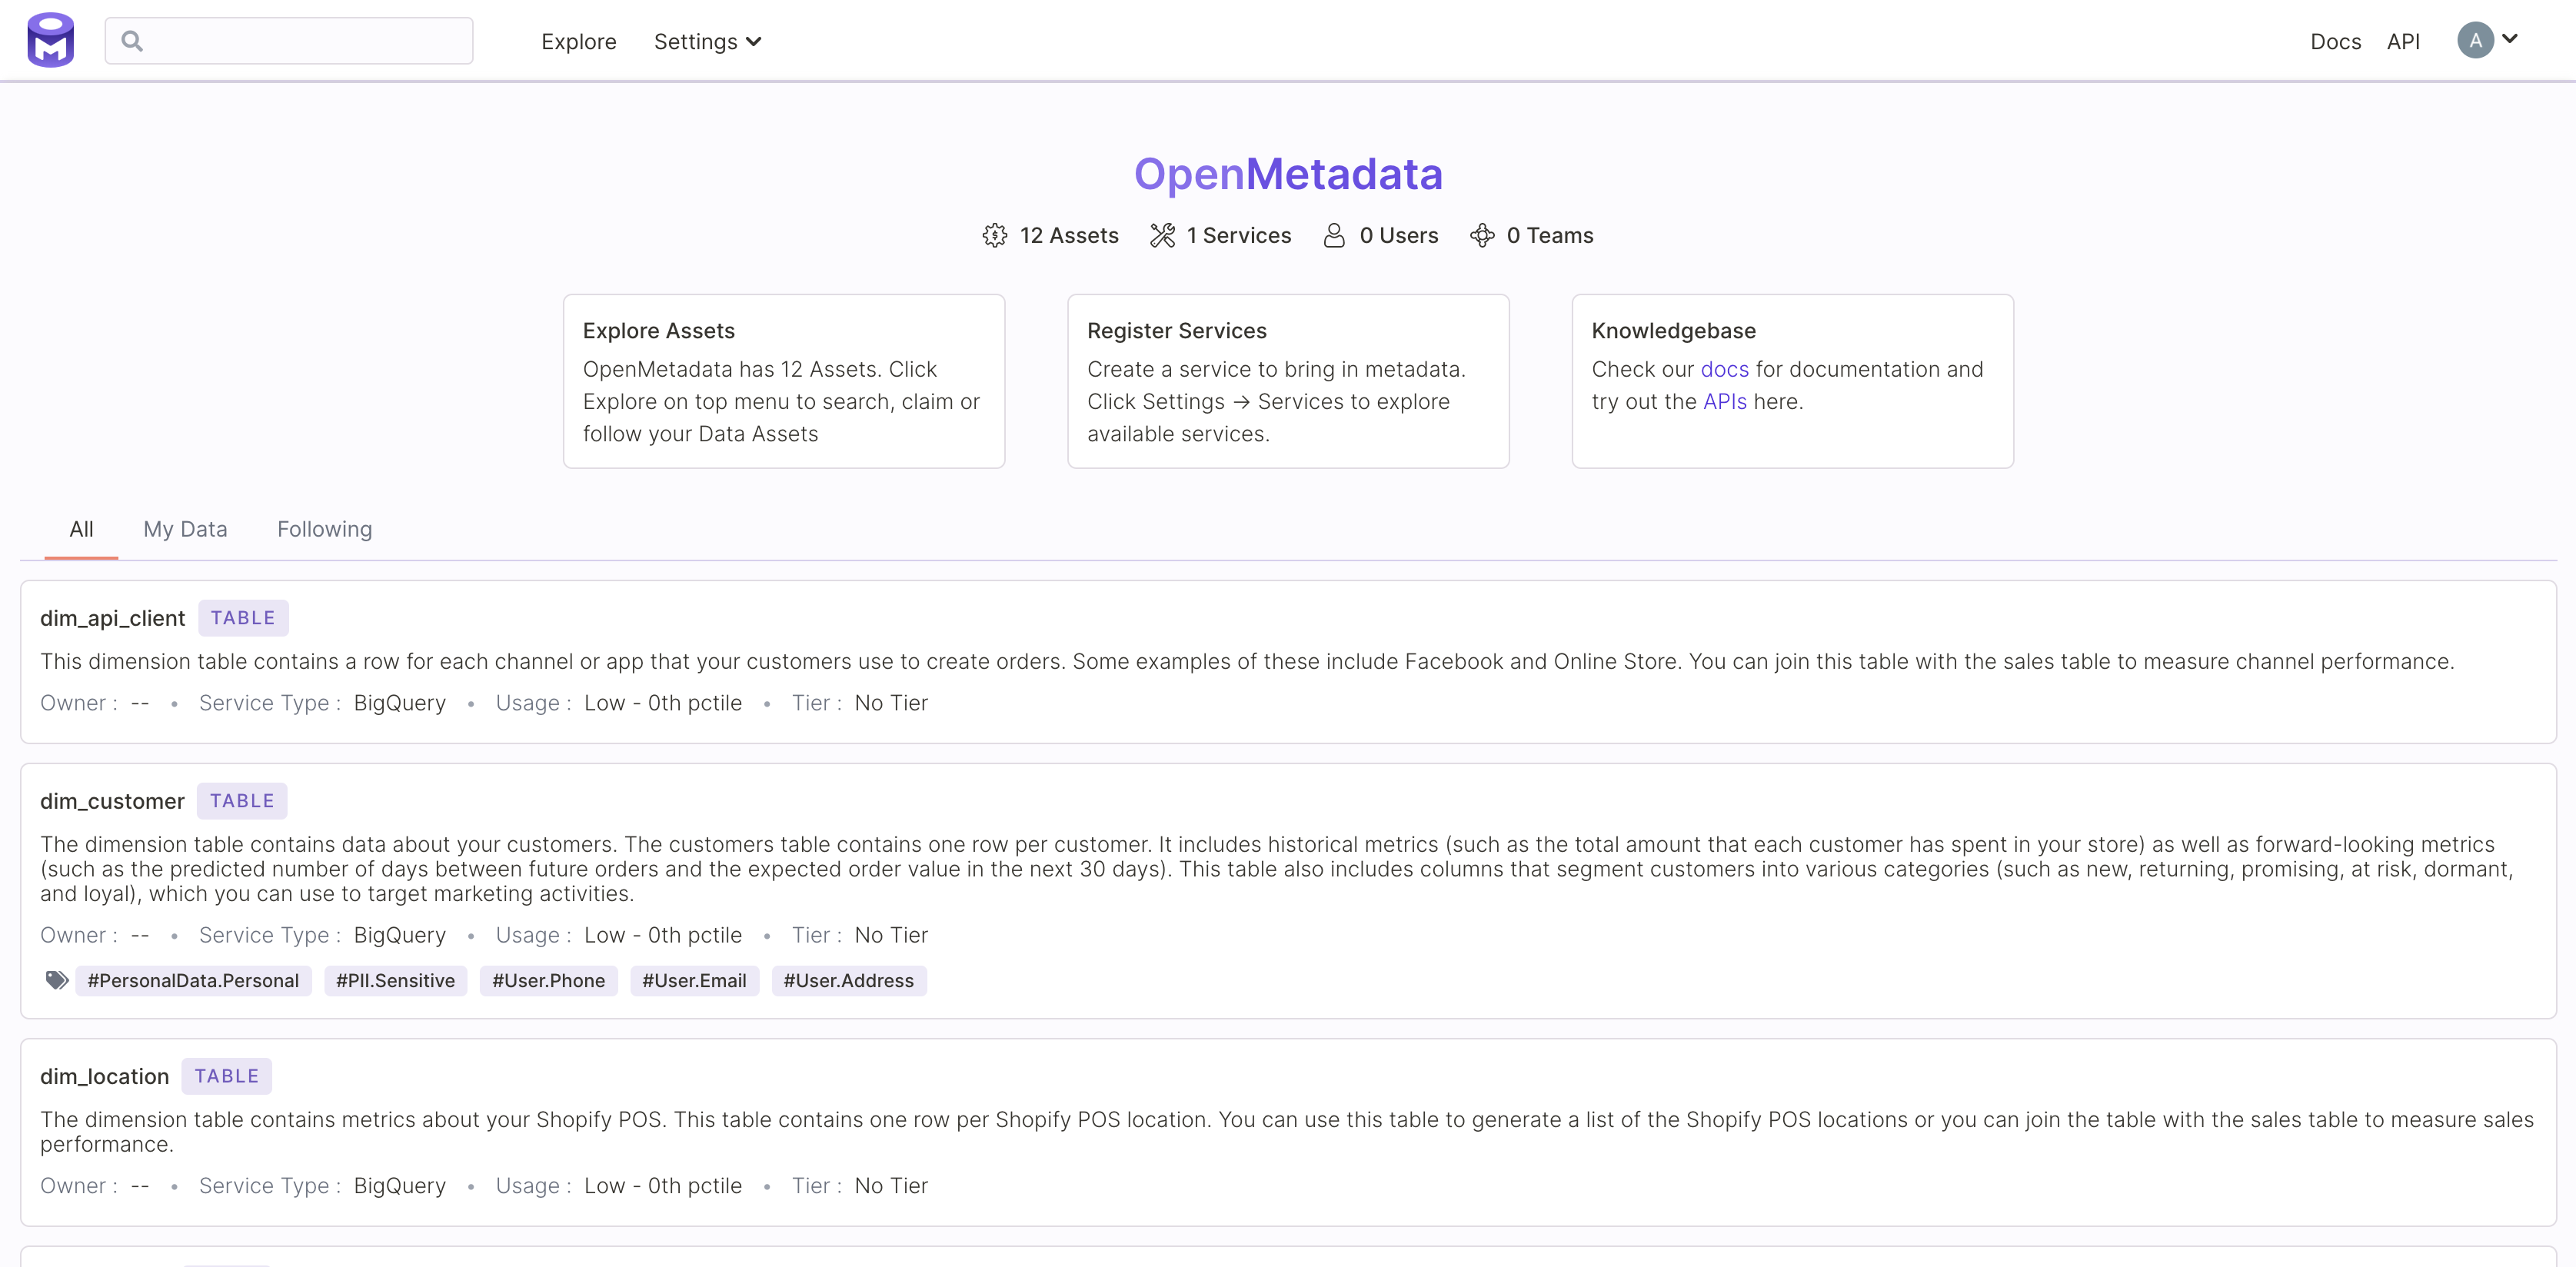 Explore Settings Docs API A
OpenMetadata
12 Assets 1 Services 0 Users 0 Teams
Explore Assets
OpenMetadata has 12 Assets. Click
Explore on top menu to search, claim or
follow your Data Assets
Register Services
Create a service to bring in metadata.
Click Settings → Services to explore
available services.
Knowledgebase
Check our docs for documentation and
try out the APIs here.
All My Data Following
dim_api_client TABLE
This dimension table contains a row for each channel or app that your customers use to create orders. Some examples of these include Facebook and Online Store. You can join this table with the sales table to measure channel performance.
Owner : -- • Service Type : BigQuery • Usage : Low - 0th pctile • Tier : No Tier
dim_customer TABLE
The dimension table contains data about your customers. The customers table contains one row per customer. It includes historical metrics (such as the total amount that each customer has spent in your store) as well as forward-looking metrics
(such as the predicted number of days between future orders and the expected order value in the next 30 days). This table also includes columns that segment customers into various categories (such as new, returning, promising, at risk, dormant,
and loyal), which you can use to target marketing activities.
Owner : -- • Service Type : BigQuery • Usage : Low - 0th pctile • Tier : No Tier
#PersonalData.Personal #PII.Sensitive #User.Phone #User.Email #User.Address
dim_location TABLE
The dimension table contains metrics about your Shopify POS. This table contains one row per Shopify POS location. You can use this table to generate a list of the Shopify POS locations or you can join the table with the sales table to measure sales
performance.
Owner : -- • Service Type : BigQuery • Usage : Low - 0th pctile • Tier : No Tier